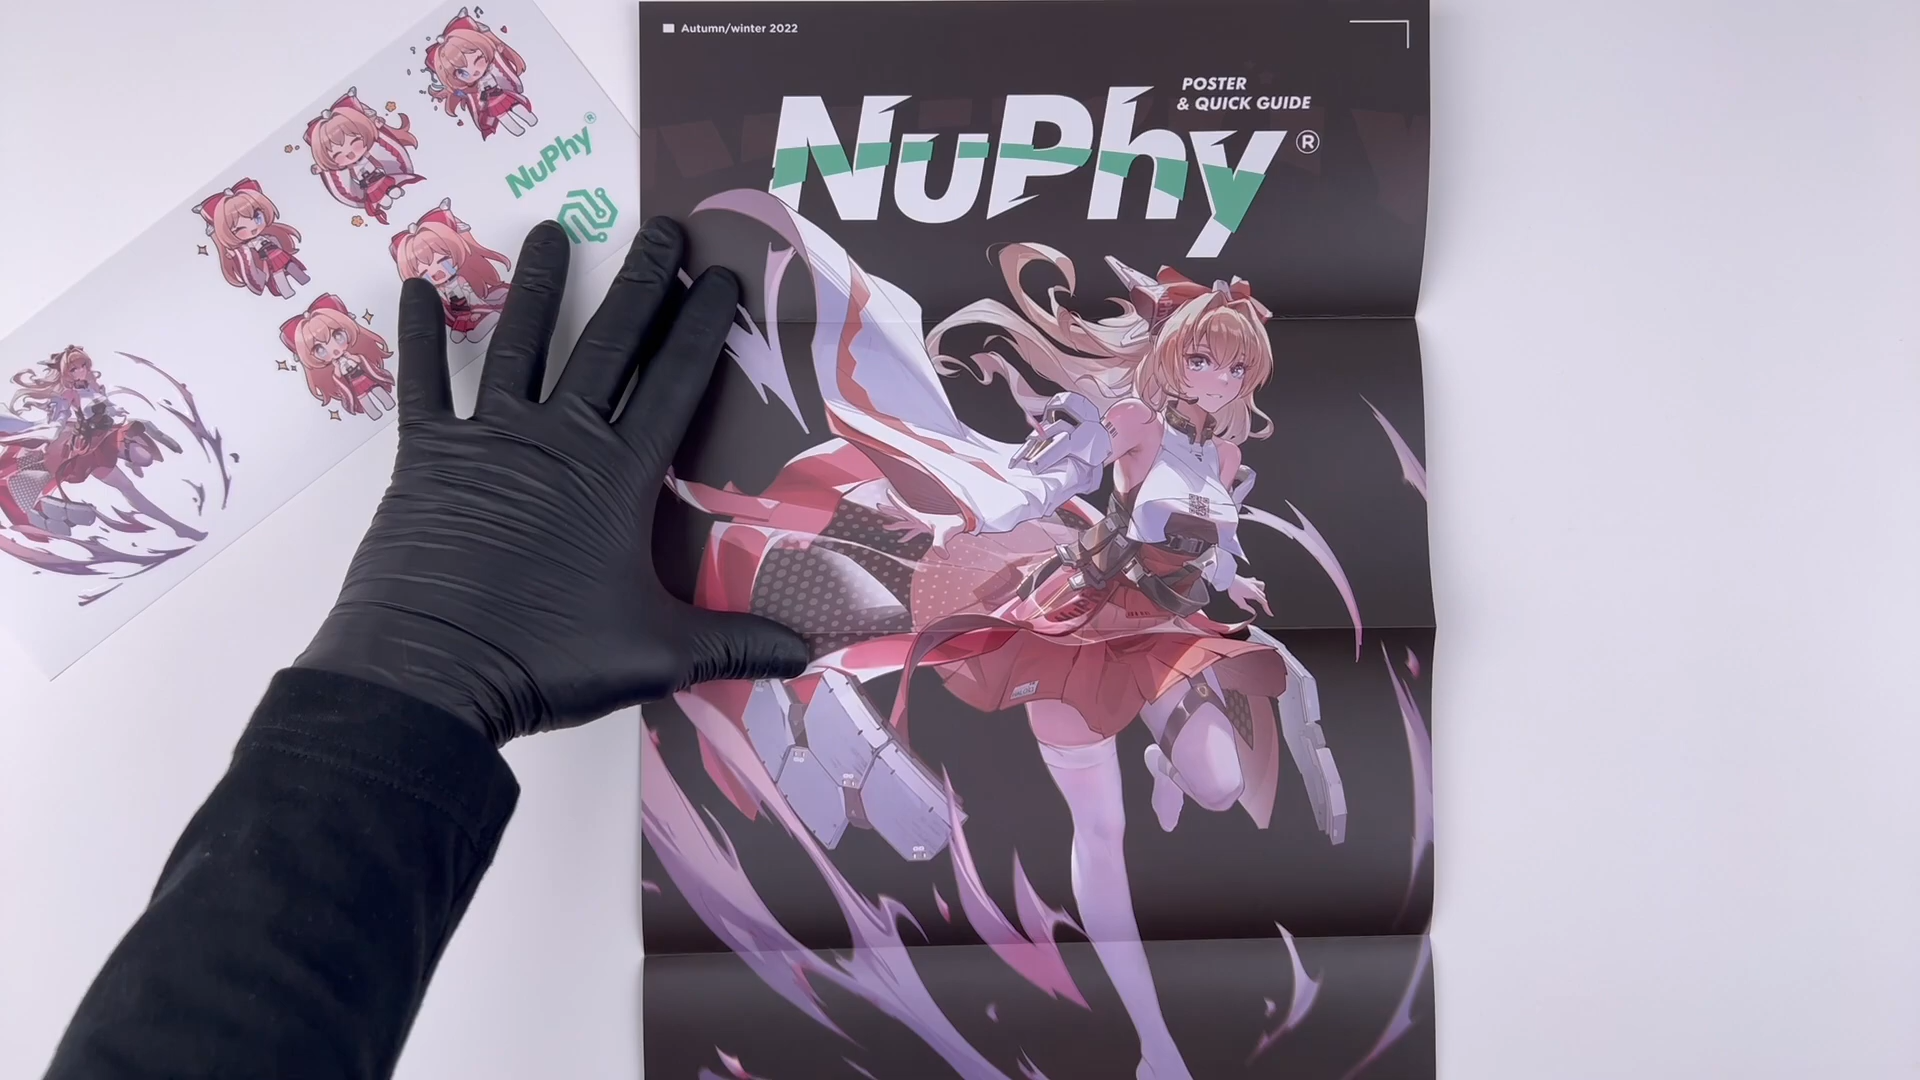 Autumn/winter 2022
POSTER
& QUICK GUIDE
NuPhy®
NuPhy®